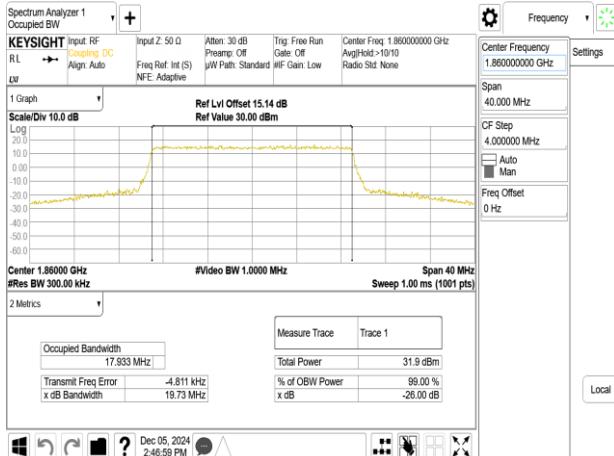 Spectrum Analyzer 1
Occupied BW
+
Frequency
KEYSIGHT
RL
LXI
Input: RF
Coupling: DC
Align: Auto
Input Z: 50 Ω
Freq Ref: Int (S)
NFE: Adaptive
Atten: 30 dB
Preamp: Off
µW Path: Standard
Trig: Free Run
Gate: Off
#IF Gain: Low
Center Freq: 1.860000000 GHz
Avg|Hold:>10/10
Radio Std: None
Center Frequency
1.860000000 GHz
Settings
Span
40.000 MHz
CF Step
4.000000 MHz
Auto
Man
Freq Offset
0 Hz
Local
1 Graph
Scale/Div 10.0 dB
Ref Lvl Offset 15.14 dB
Ref Value 30.00 dBm
Log
20.0
10.0
0.00
-10.0
-20.0
-30.0
-40.0
-50.0
-60.0
Center 1.86000 GHz
#Video BW 1.0000 MHz
Span 40 MHz
#Res BW 300.00 kHz
Sweep 1.00 ms (1001 pts)
2 Metrics
Measure Trace Trace 1
Occupied Bandwidth
17.933 MHz
Total Power 31.9 dBm
Transmit Freq Error -4.811 kHz
% of OBW Power 99.00 %
x dB Bandwidth 19.73 MHz
x dB -26.00 dB
?
Dec 05, 2024
2:46:59 PM